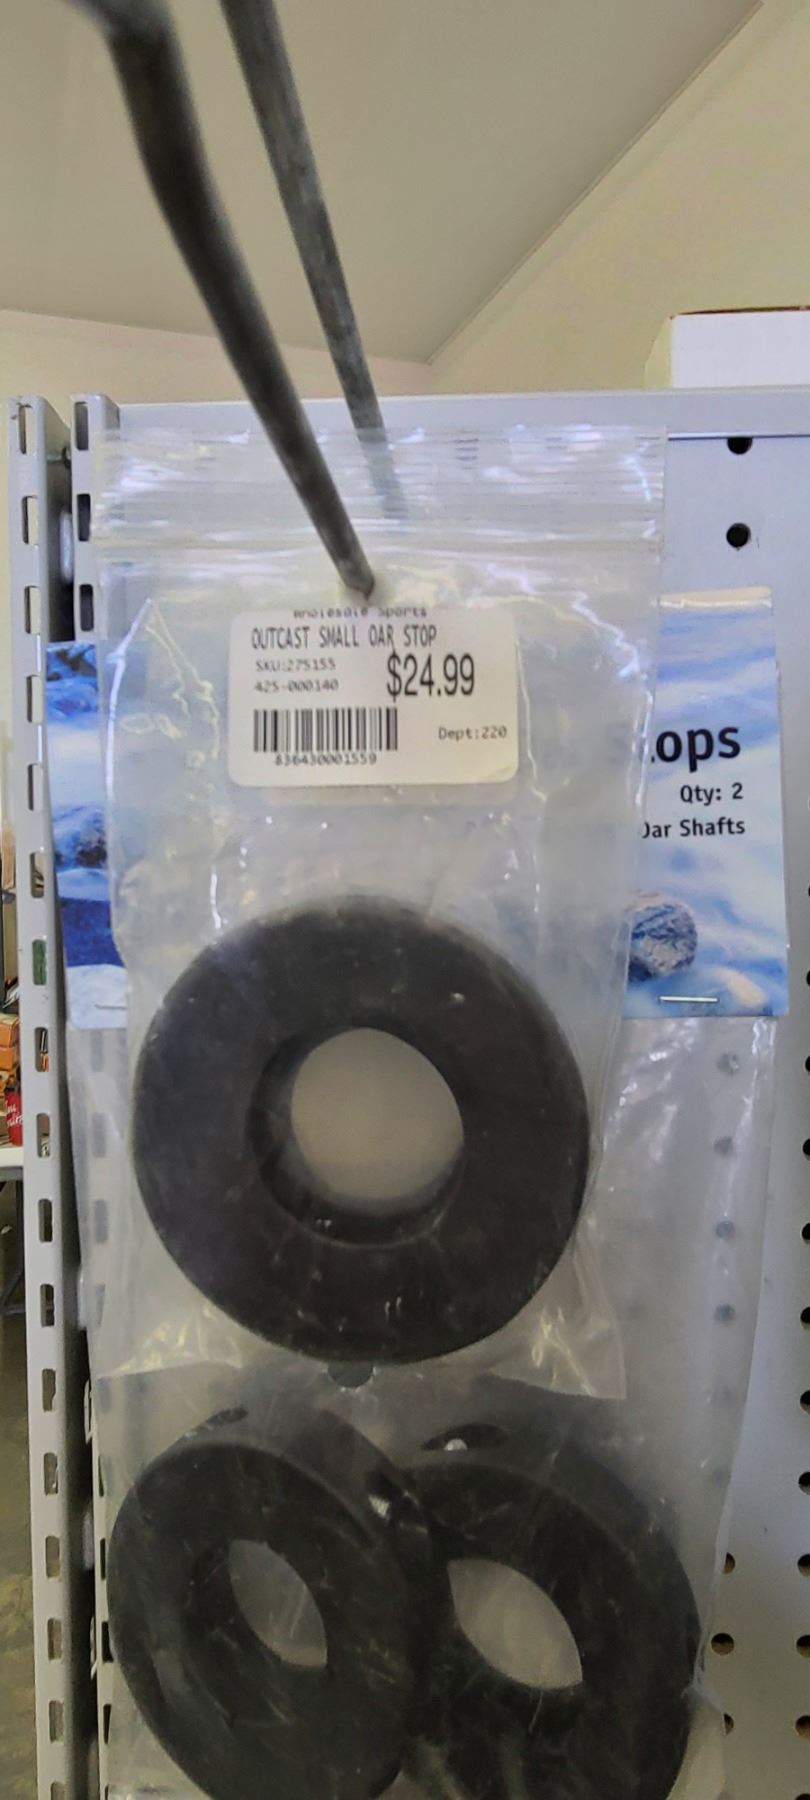 Wholesale Sports
OUTCAST SMALL OAR STOP
SKU:275155
$24.99
425-000140
Dept:220
836430001559
ops
Qty: 2
Oar Shafts